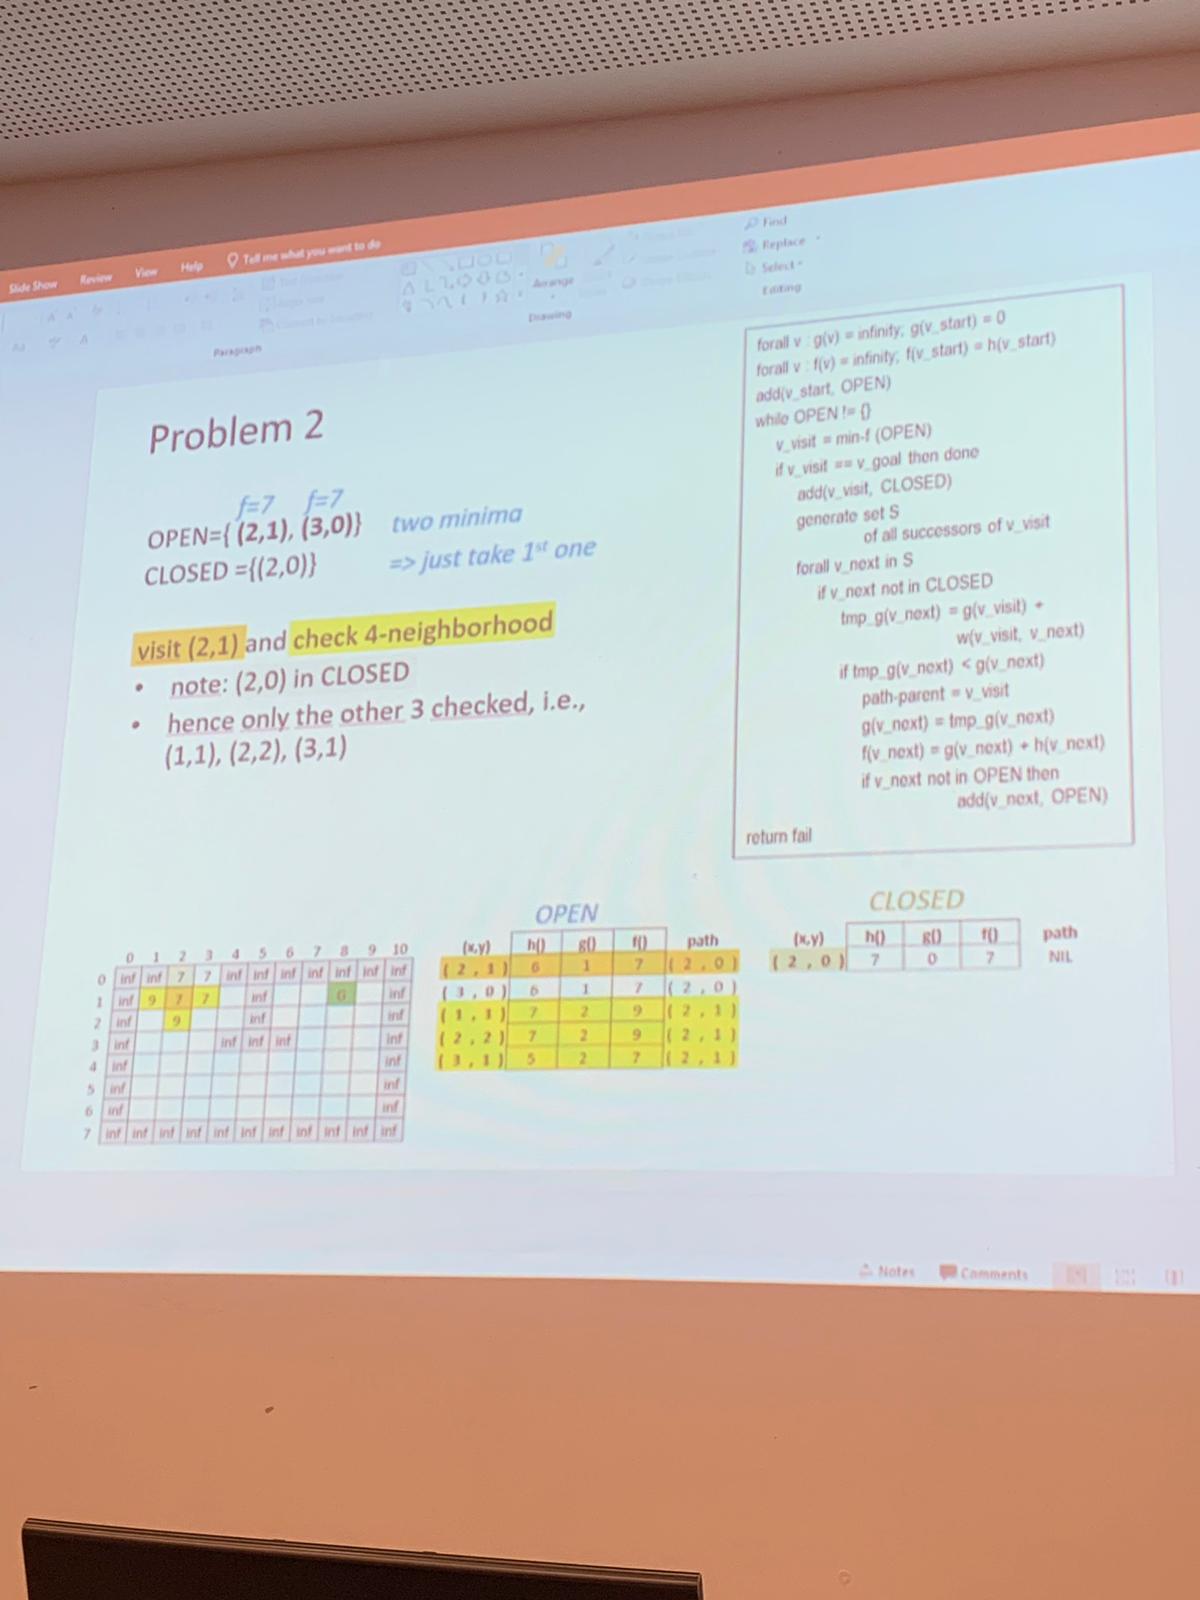 Slide Show Review View Help Tell me what you want to do
Find
Replace
Select
Editing
Arrange
Drawing
Paragraph
Problem 2
f=7 f=7
OPEN={ (2,1), (3,0)} two minima
CLOSED ={(2,0)} => just take 1st one
visit (2,1) and check 4-neighborhood
• note: (2,0) in CLOSED
• hence only the other 3 checked, i.e.,
(1,1), (2,2), (3,1)
forall v : g(v) = infinity; g(v_start) = 0
forall v : f(v) = infinity; f(v_start) = h(v_start)
add(v_start, OPEN)
while OPEN != {}
v_visit = min-f (OPEN)
if v_visit == v_goal then done
add(v_visit, CLOSED)
generate set S
of all successors of v_visit
forall v_next in S
if v_next not in CLOSED
tmp_g(v_next) = g(v_visit) +
w(v_visit, v_next)
if tmp_g(v_next) < g(v_next)
path-parent = v_visit
g(v_next) = tmp_g(v_next)
f(v_next) = g(v_next) + h(v_next)
if v_next not in OPEN then
add(v_next, OPEN)
return fail
0 1 2 3 4 5 6 7 8 9 10
0 inf inf 7 7 inf inf inf inf inf inf inf
1 inf 9 7 7 inf G inf
2 inf 9 inf inf
3 inf inf inf inf inf
4 inf inf
5 inf inf
6 inf inf
7 inf inf inf inf inf inf inf inf inf inf inf
OPEN
(x,y) h() g() f() path
( 2 , 1 ) 6 1 7 ( 2 , 0 )
( 3 , 0 ) 6 1 7 ( 2 , 0 )
( 1 , 1 ) 7 2 9 ( 2 , 1 )
( 2 , 2 ) 7 2 9 ( 2 , 1 )
( 3 , 1 ) 5 2 7 ( 2 , 1 )
CLOSED
(x,y) h() g() f() path
( 2 , 0 ) 7 0 7 NIL
Notes Comments